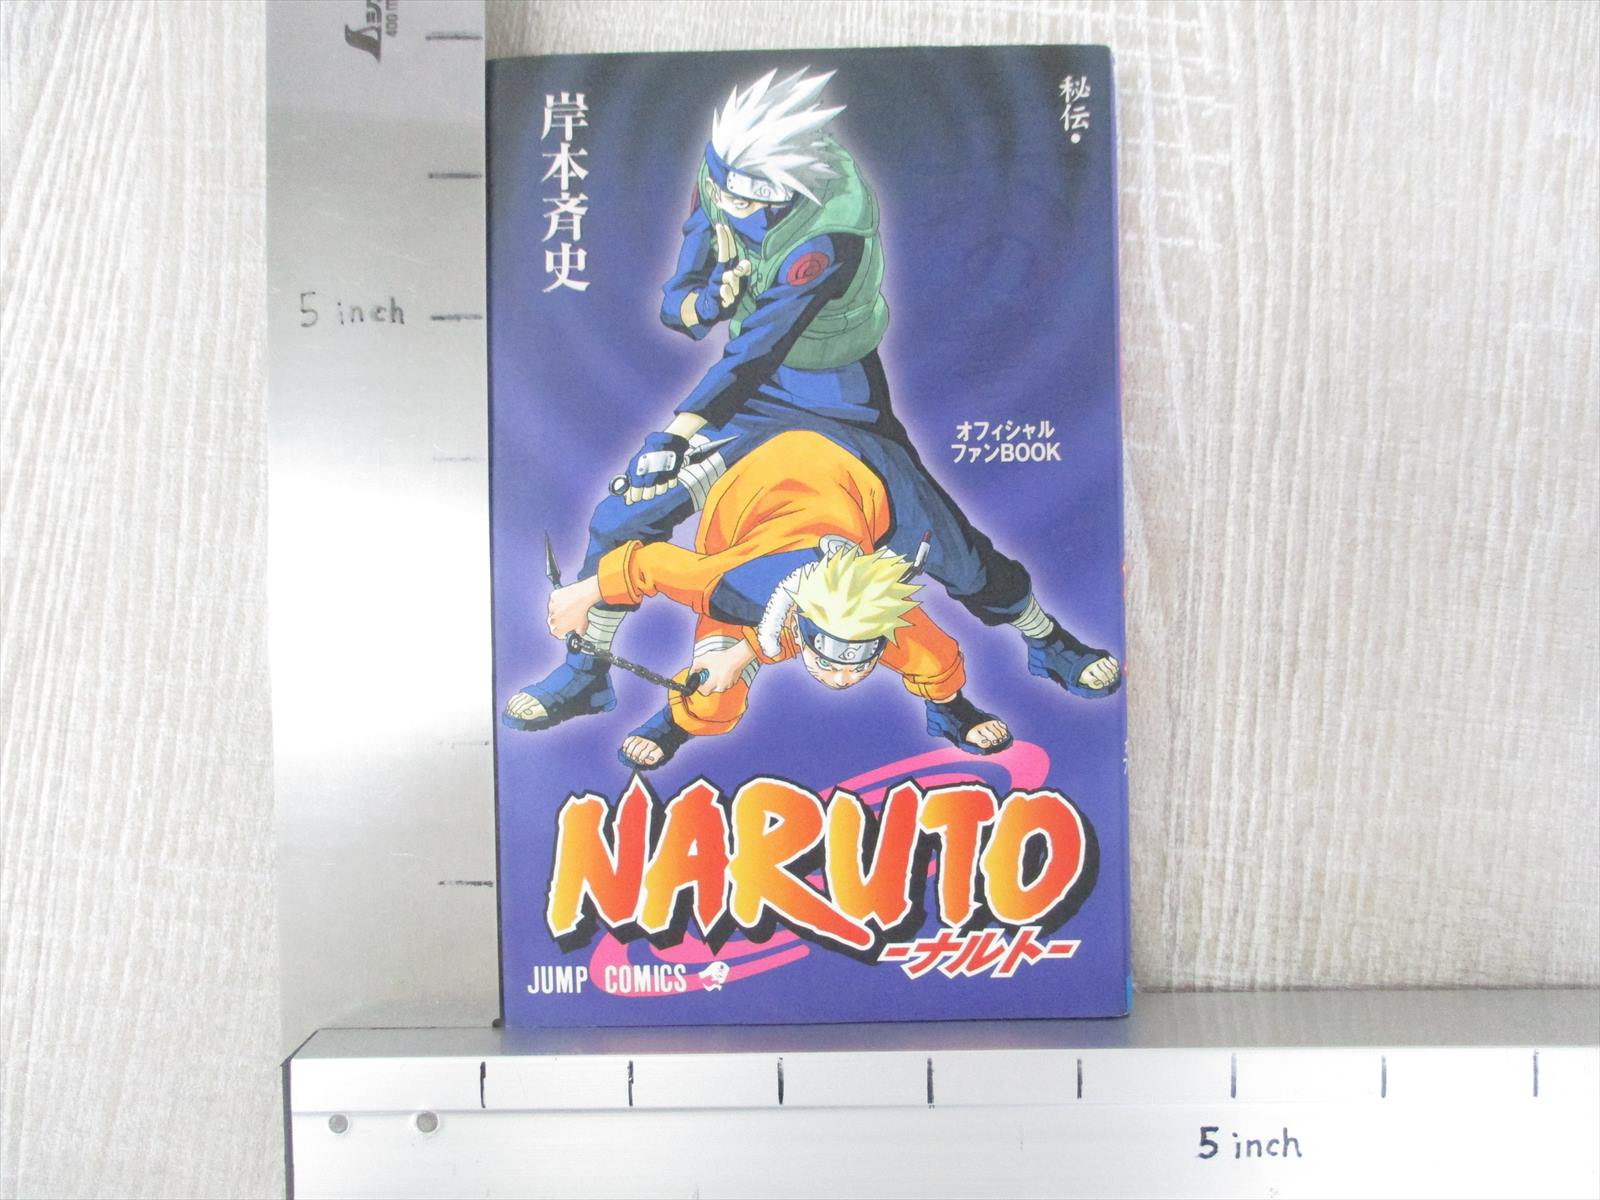 400 m
5 inch
岸本斉史
秘伝・
オフィシャル
ファンBOOK
NARUTO
-ナルト-
JUMP COMICS
5 inch